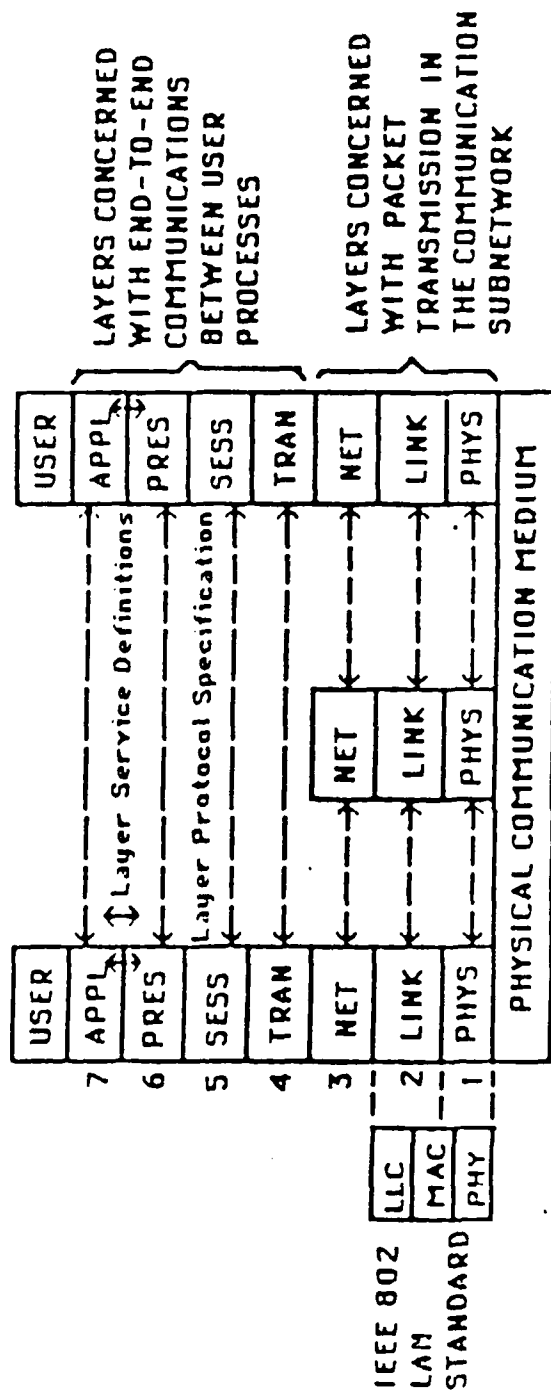 USER
APPL
PRES
SESS
TRAN
NET
LINK
PHYS
7
6
5
4
3
2
1
IEEE 802
LAN
STANDARD
LLC
MAC
PHY
Layer Service Definitions
Layer Protocol Specification
NET
LINK
PHYS
USER
APPL
PRES
SESS
TRAN
NET
LINK
PHYS
PHYSICAL COMMUNICATION MEDIUM
LAYERS CONCERNED
WITH END-TO-END
COMMUNICATIONS
BETWEEN USER
PROCESSES
LAYERS CONCERNED
WITH PACKET
TRANSMISSION IN
THE COMMUNICATION
SUBNETWORK